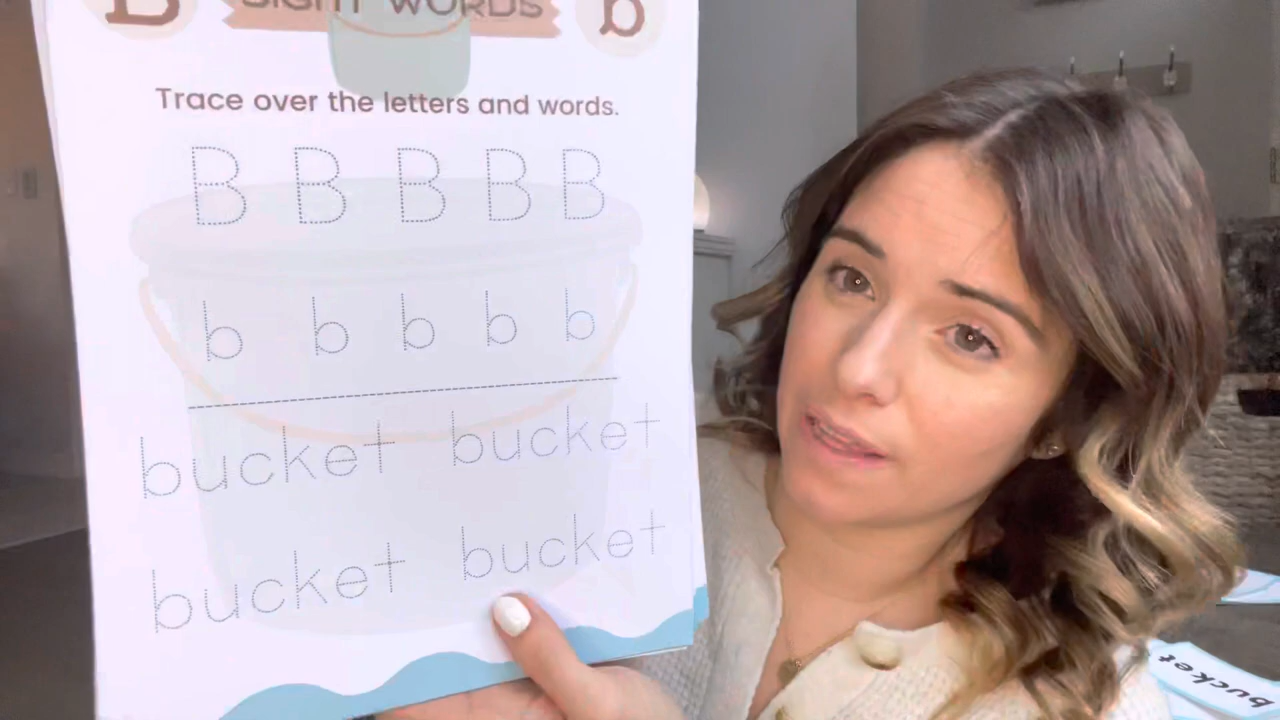 B SIGHT WORDS b
Trace over the letters and words.
B B B B B
b b b b b
bucket bucket
bucket bucket
bucket